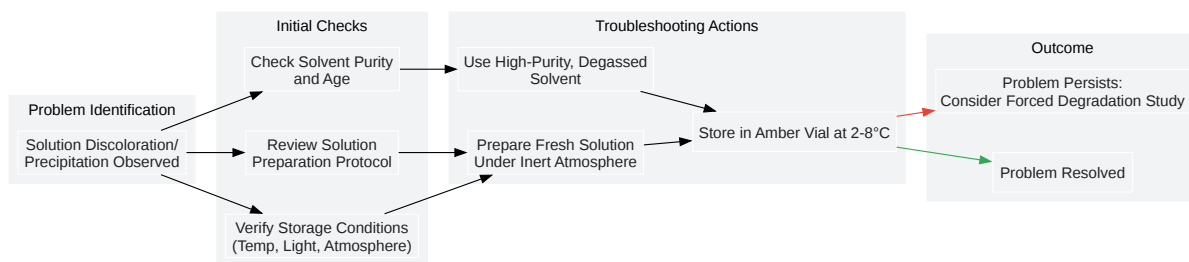 Problem Identification
Solution Discoloration/
Precipitation Observed
Initial Checks
Check Solvent Purity
and Age
Review Solution
Preparation Protocol
Verify Storage Conditions
(Temp, Light, Atmosphere)
Troubleshooting Actions
Use High-Purity, Degassed
Solvent
Prepare Fresh Solution
Under Inert Atmosphere
Store in Amber Vial at 2-8°C
Outcome
Problem Persists:
Consider Forced Degradation Study
Problem Resolved